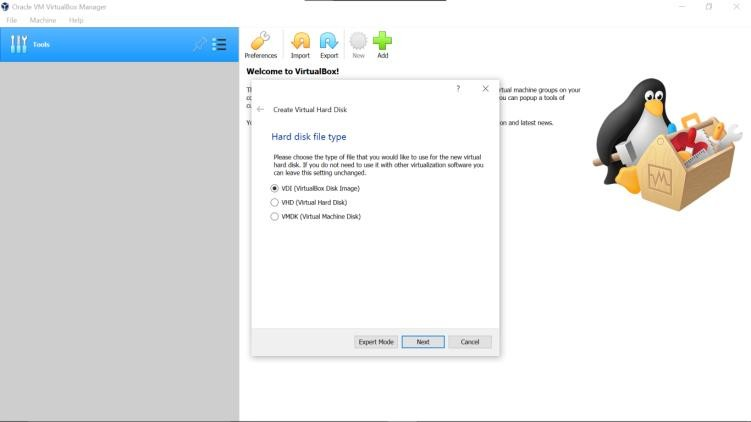 Oracle VM VirtualBox Manager
File Machine Help
Tools
Preferences Import Export New Add
Welcome to VirtualBox!
rtual machine groups on your
ou can popup a tools of
on and latest news.
?
Create Virtual Hard Disk
Hard disk file type
Please choose the type of file that you would like to use for the new virtual
hard disk. If you do not need to use it with other virtualization software you
can leave this setting unchanged.
VDI (VirtualBox Disk Image)
VHD (Virtual Hard Disk)
VMDK (Virtual Machine Disk)
Expert Mode Next Cancel